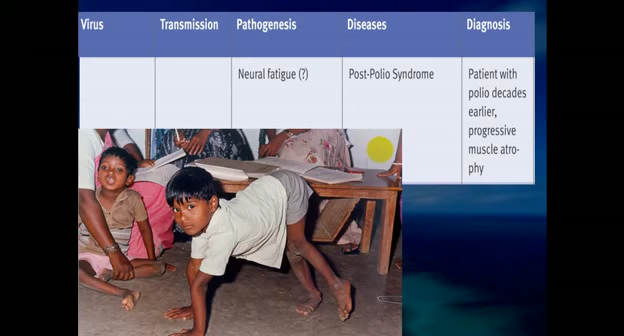 Virus Transmission Pathogenesis Diseases Diagnosis
Neural fatigue (?) Post-Polio Syndrome Patient with
polio decades
earlier,
progressive
muscle atro-
phy